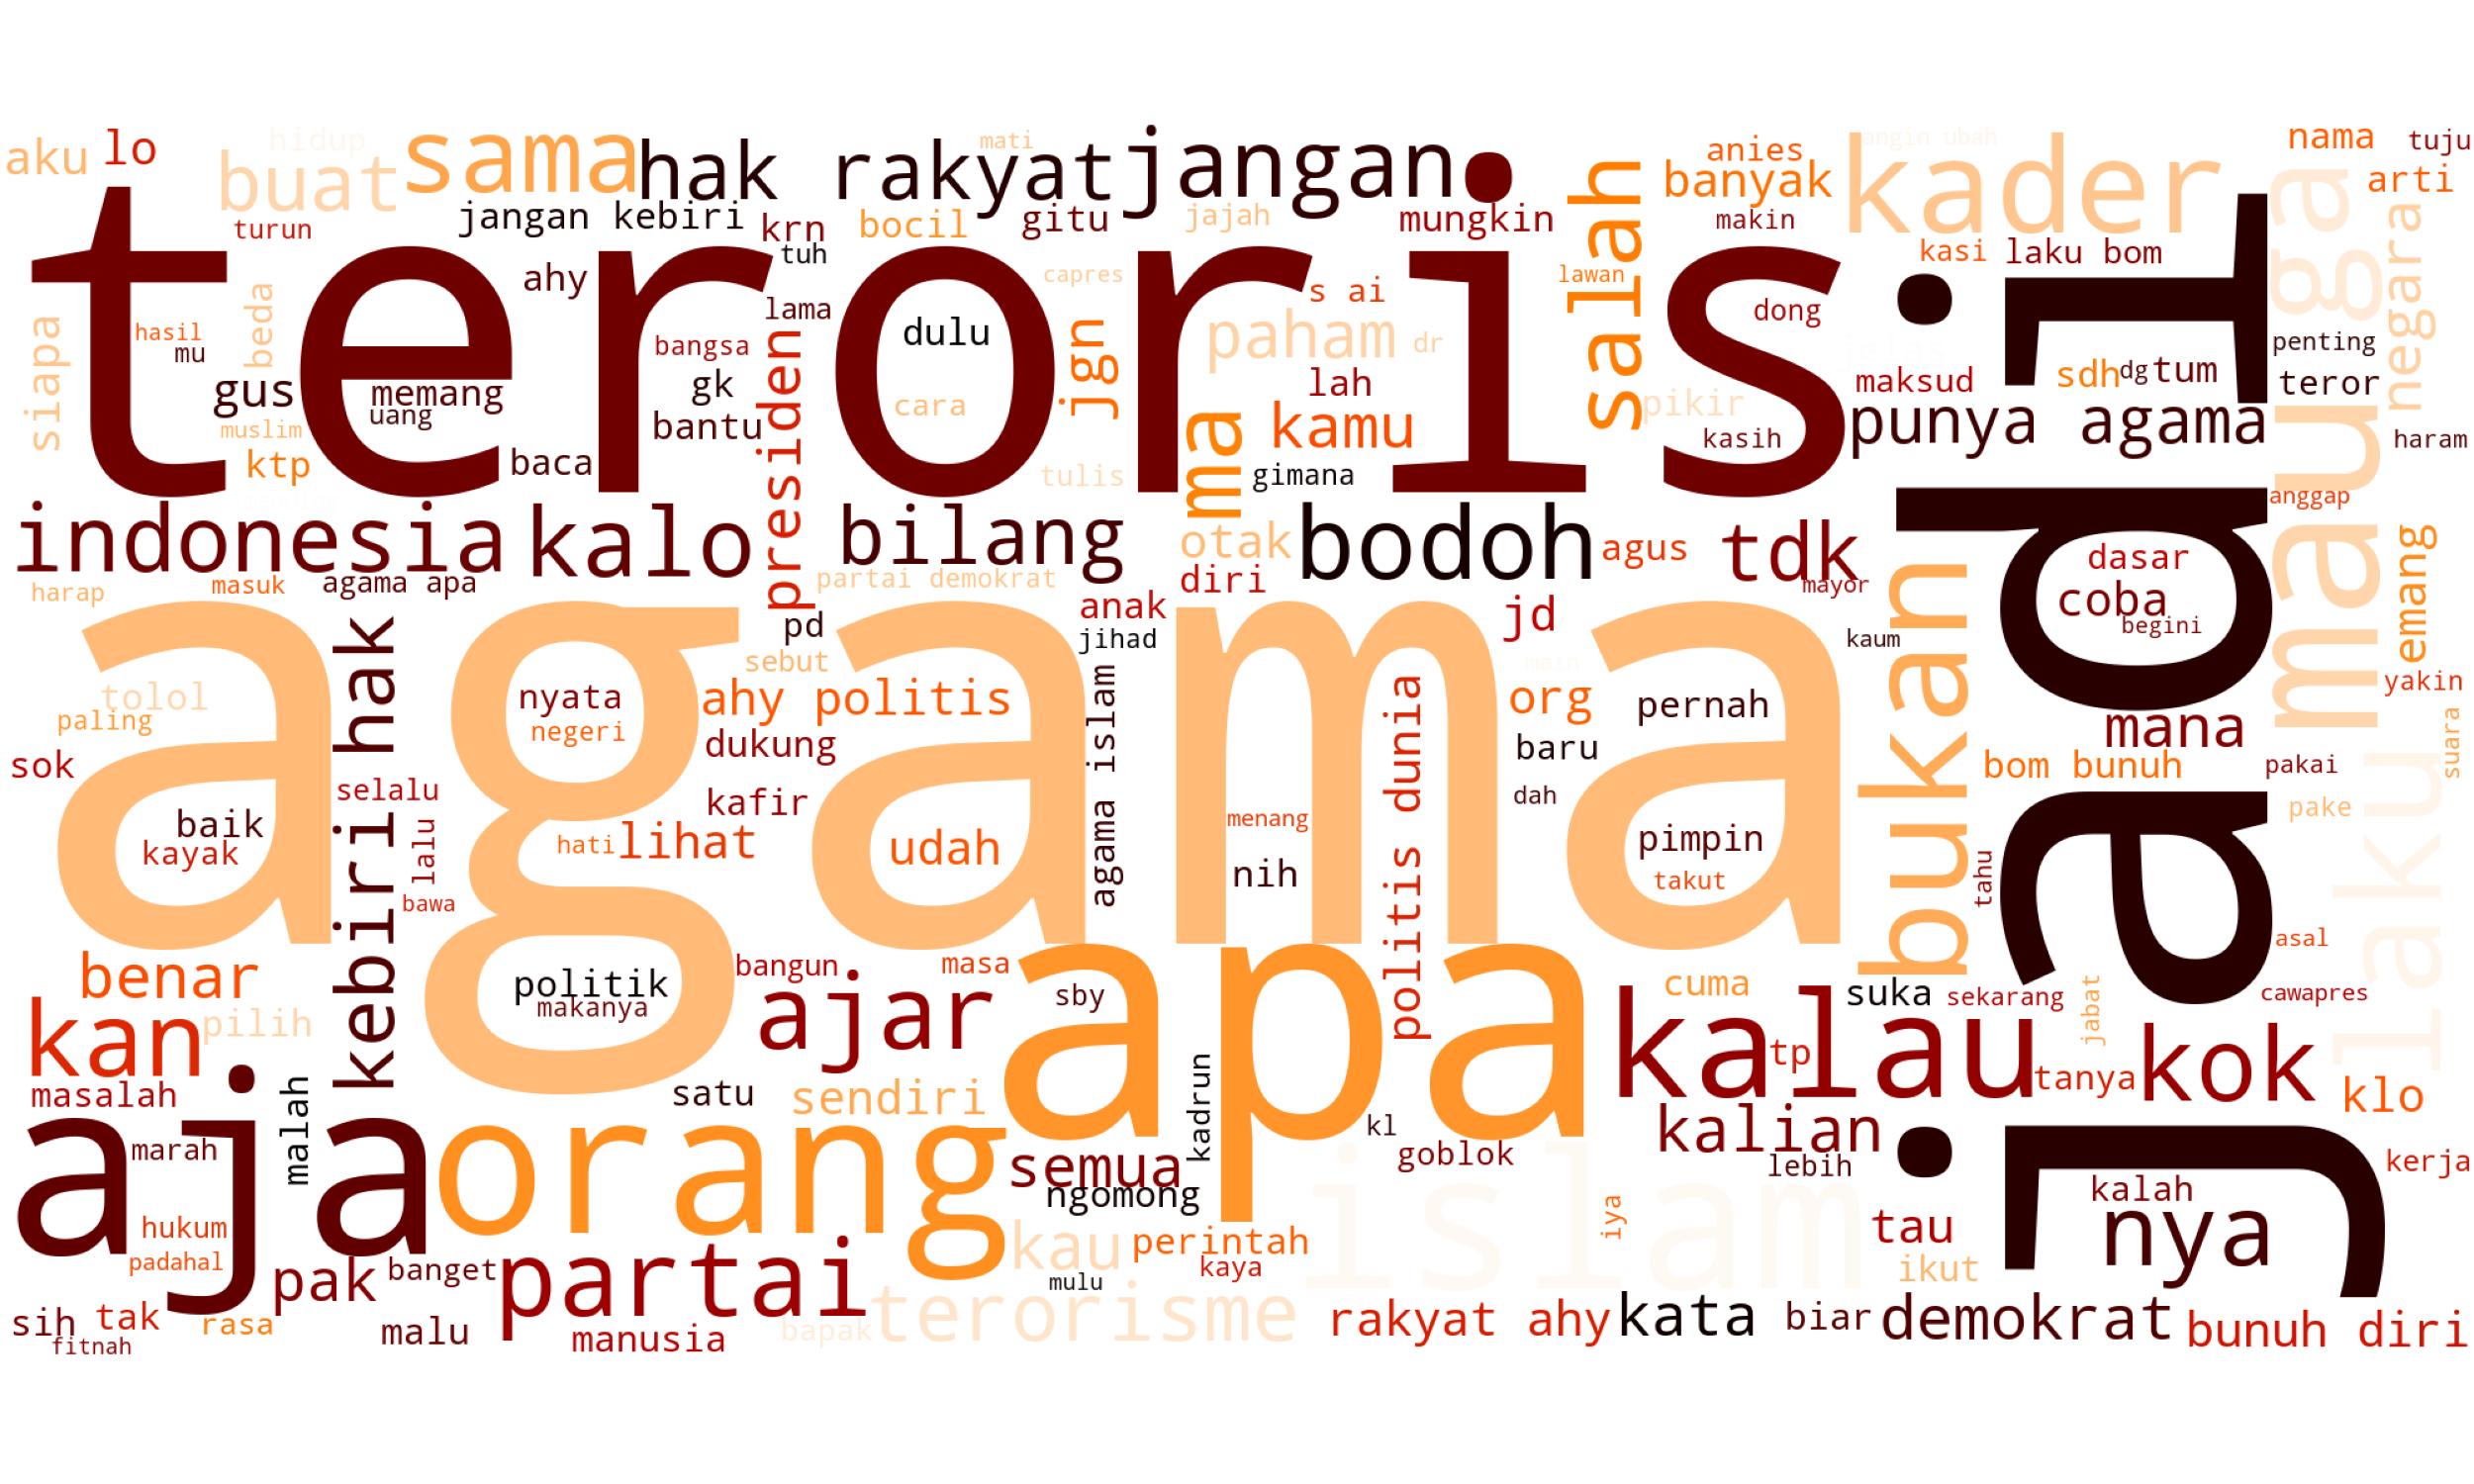 aku lo hidup buat sama hak rakyat mati jangan anies banyak kader nama tuju
turun jangan kebiri krn bocil gitu jajah mungkin salah makin arti
teroris
tuh ahy capres s ai lawan kasi laku bom juga negara
siapa hasil mu beda lama bangsa presiden dulu jgn paham dr dong penting
gus memang uang gk cara lah maksud sdh dg tum teror
muslim ktp bantu baca tulis ma kamu gimana pikir kasih punya agama haram
indonesia kalo bilang otak bodoh agus tdk anggap
harap masuk agama apa partai demokrat diri mayor dasar coba begini mau emang
agama
anak jd pd jihad kaum bukan jadi
tolol paling nyata negeri sebut ahy politis agama islam politis dunia org pernah yakin
sok dukung baru mana bom bunuh pakai suara
kebiri hak selalu kafir menang dah pake laku
baik kayak lalu hati lihat udah nih pimpin takut tahu
bawa asal
benar politik makanya bangun masa apa sby cuma suka sekarang jabat cawapres
kan pilih ajar kalau tp tanya kok klo
masalah malah satu sendiri kadrun kl kalian
aja marah orang semua ngomong goblok lebih kalah kerja
hukum padahal kau perintah kaya islam iya tau ikut nya
pak banget partai mulu
sih tak rasa malu manusia bapak terorisme rakyat ahy kata biar demokrat bunuh diri
fitnah